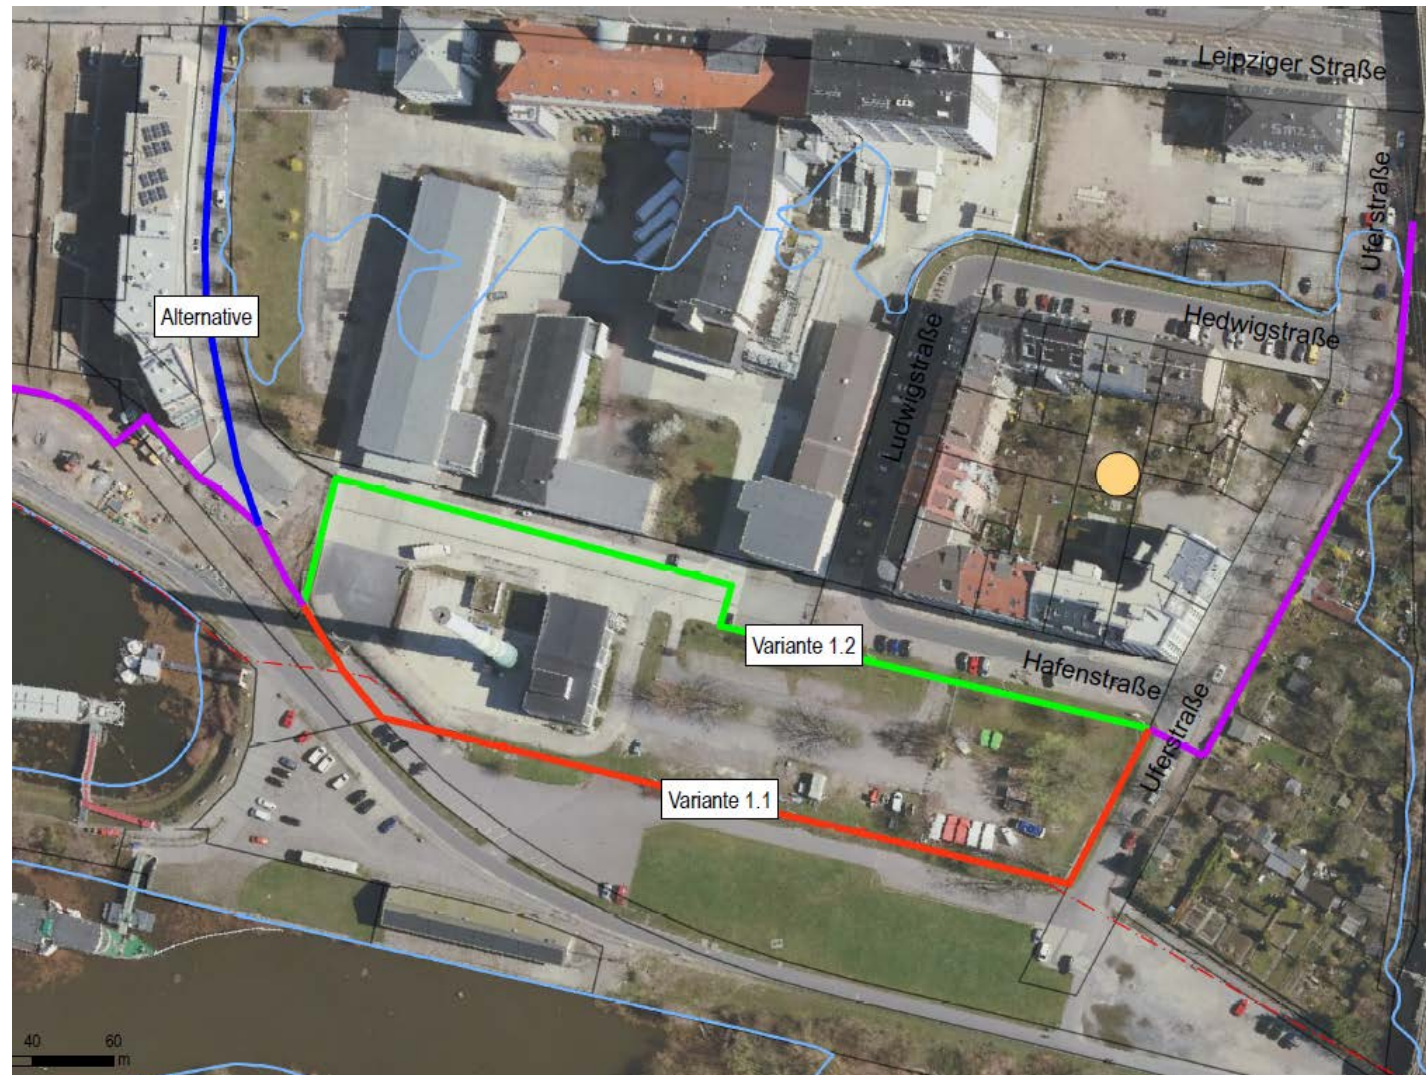 Leipziger Straße
Uferstraße
Alternative
Hedwigstraße
Ludwigstraße
Variante 1.2
Hafenstraße
Uferstraße
Variante 1.1
40 60
m